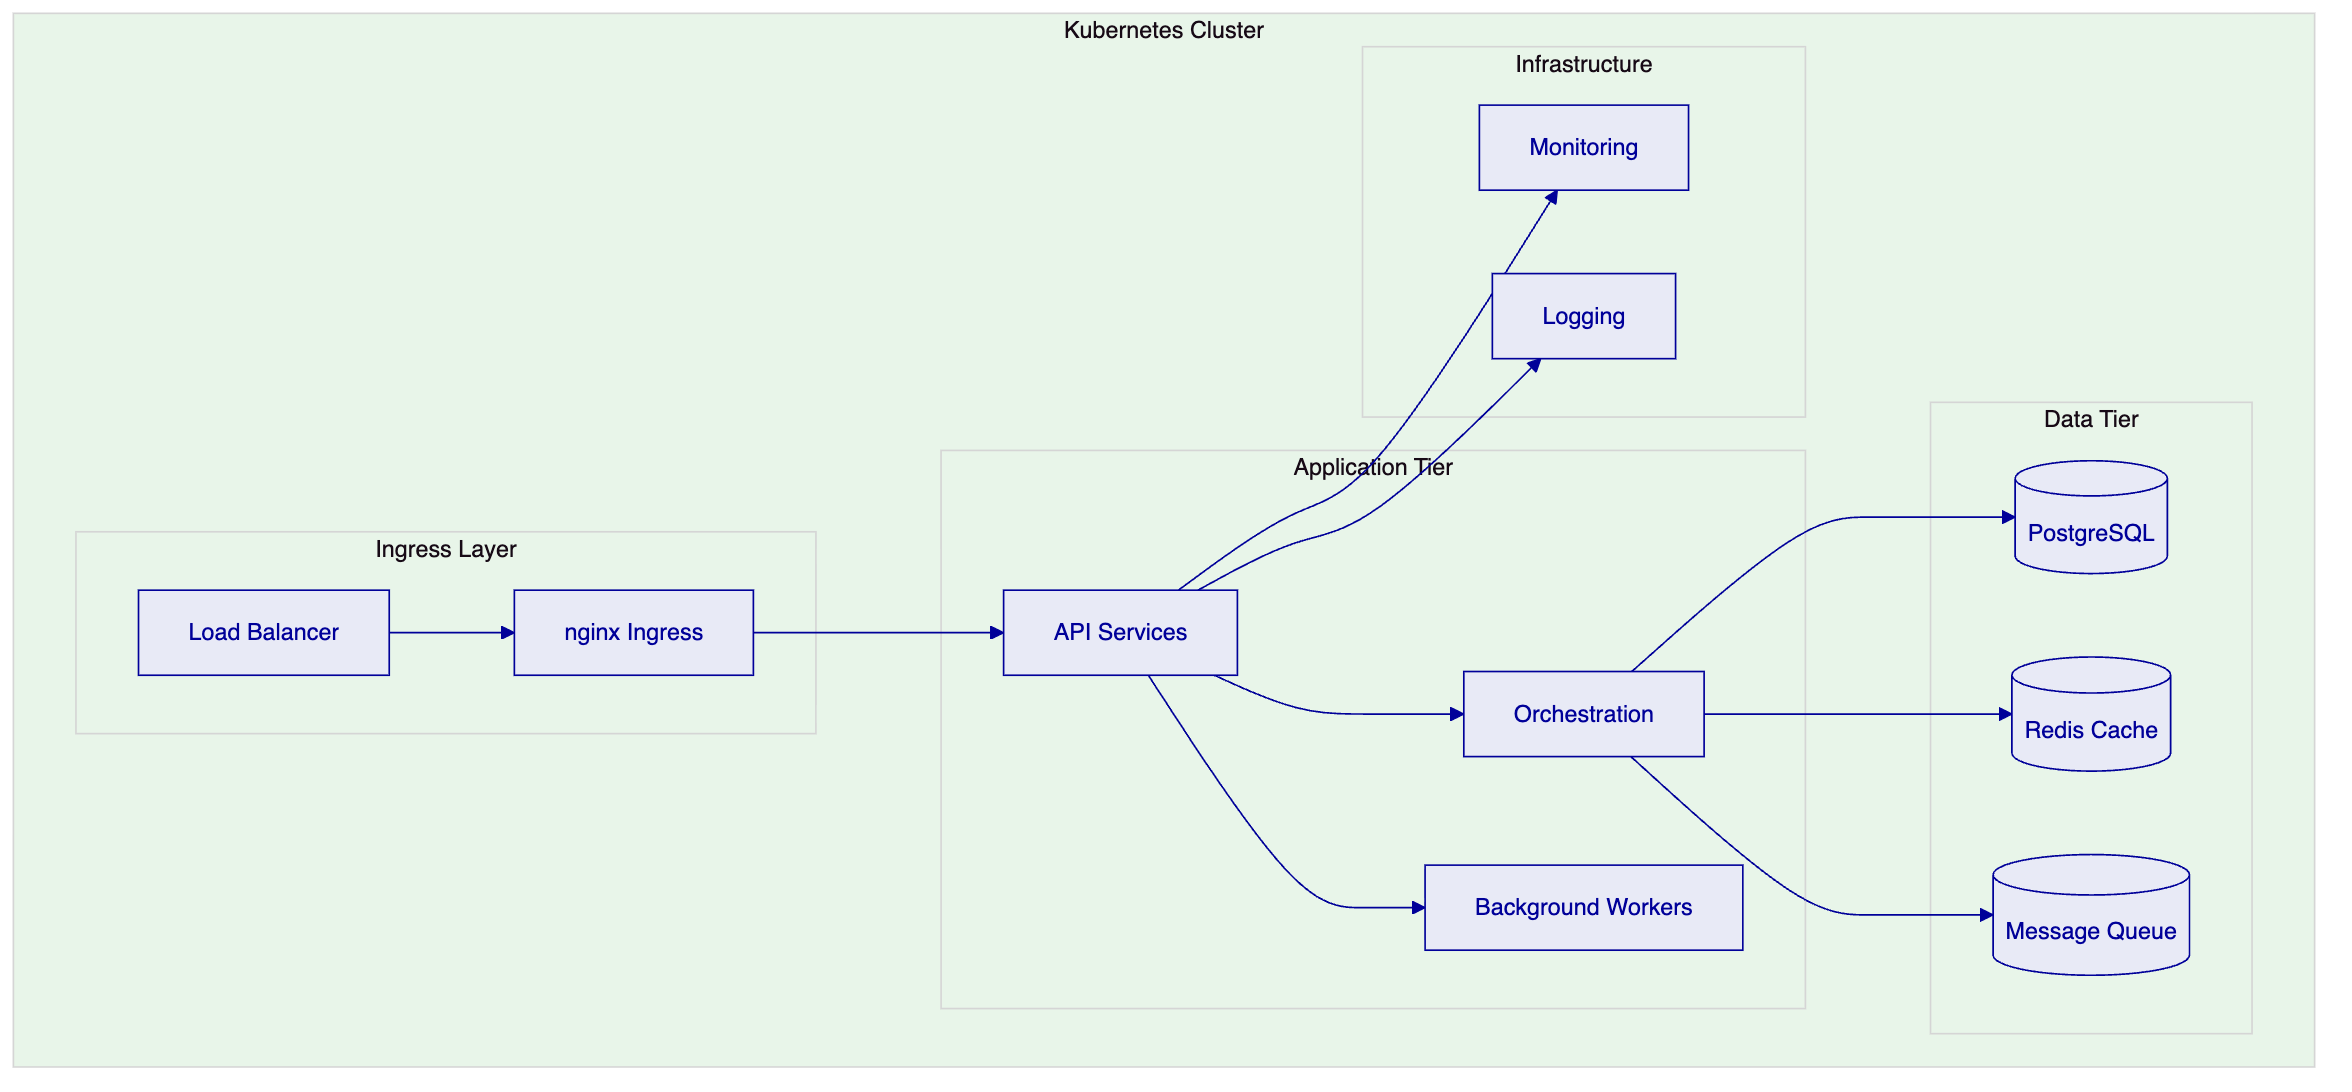 Kubernetes Cluster
Infrastructure
Monitoring
Logging
Application Tier
Data Tier
PostgreSQL
Ingress Layer
Load Balancer
nginx Ingress
API Services
Orchestration
Redis Cache
Background Workers
Message Queue